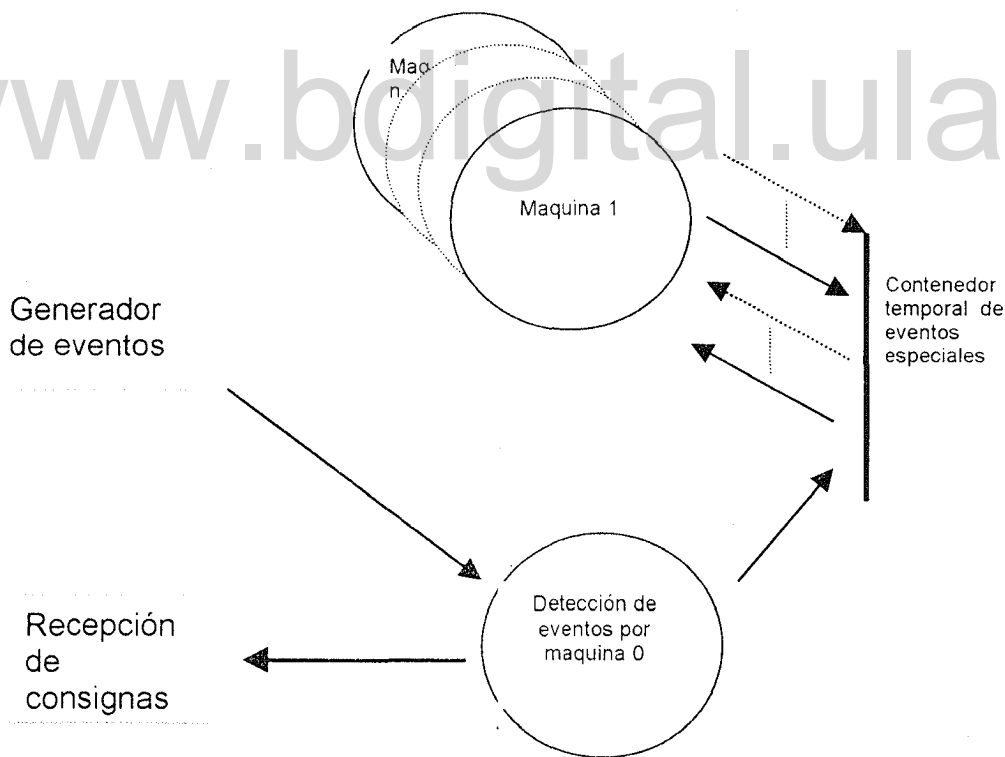 www.bdigital.ula
Maq
n.
Maquina 1
Contenedor
temporal de
eventos
especiales
Generador
de eventos
Detección de
eventos por
maquina 0
Recepción
de
consignas